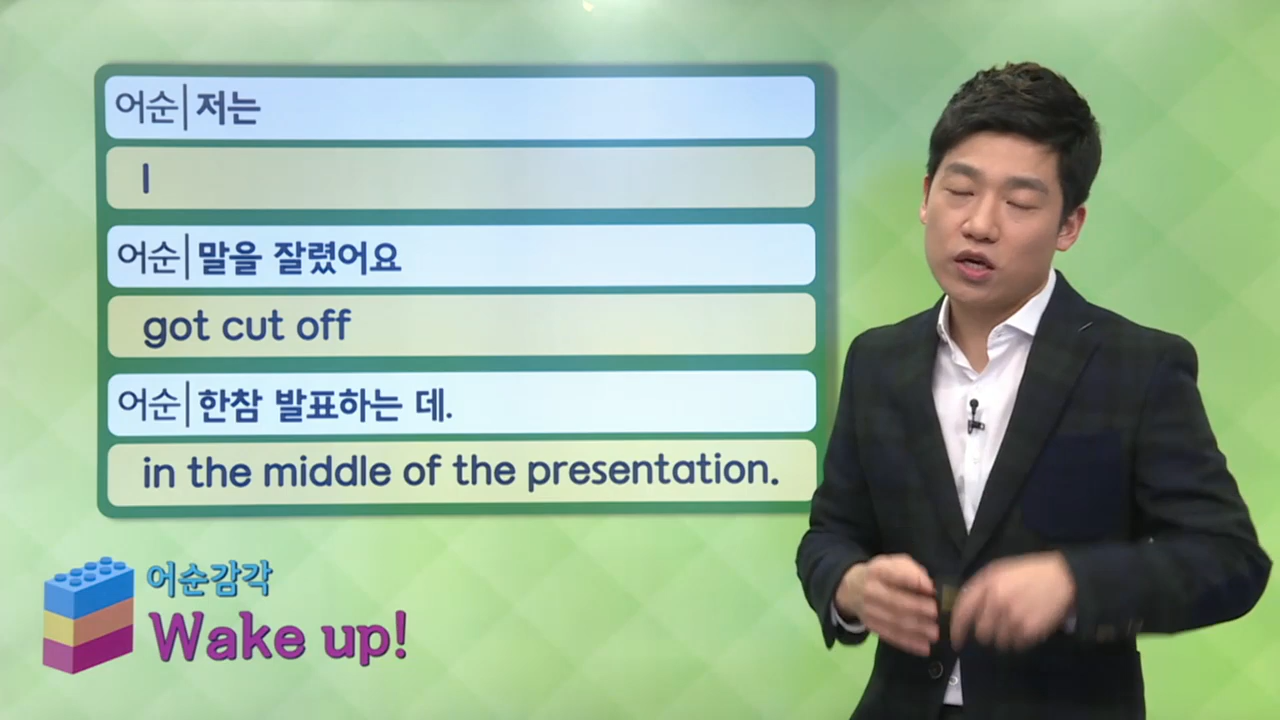 어순|저는
I
어순|말을 잘렸어요
got cut off
어순|한참 발표하는 데.
in the middle of the presentation.
어순감각
Wake up!